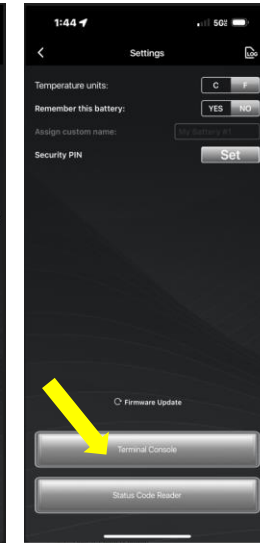 1:44 5G
Settings LOG
Temperature units: C F
Remember this battery: YES NO
Assign custom name: My Battery #1
Security PIN Set
Firmware Update
Terminal Console
Status Code Reader